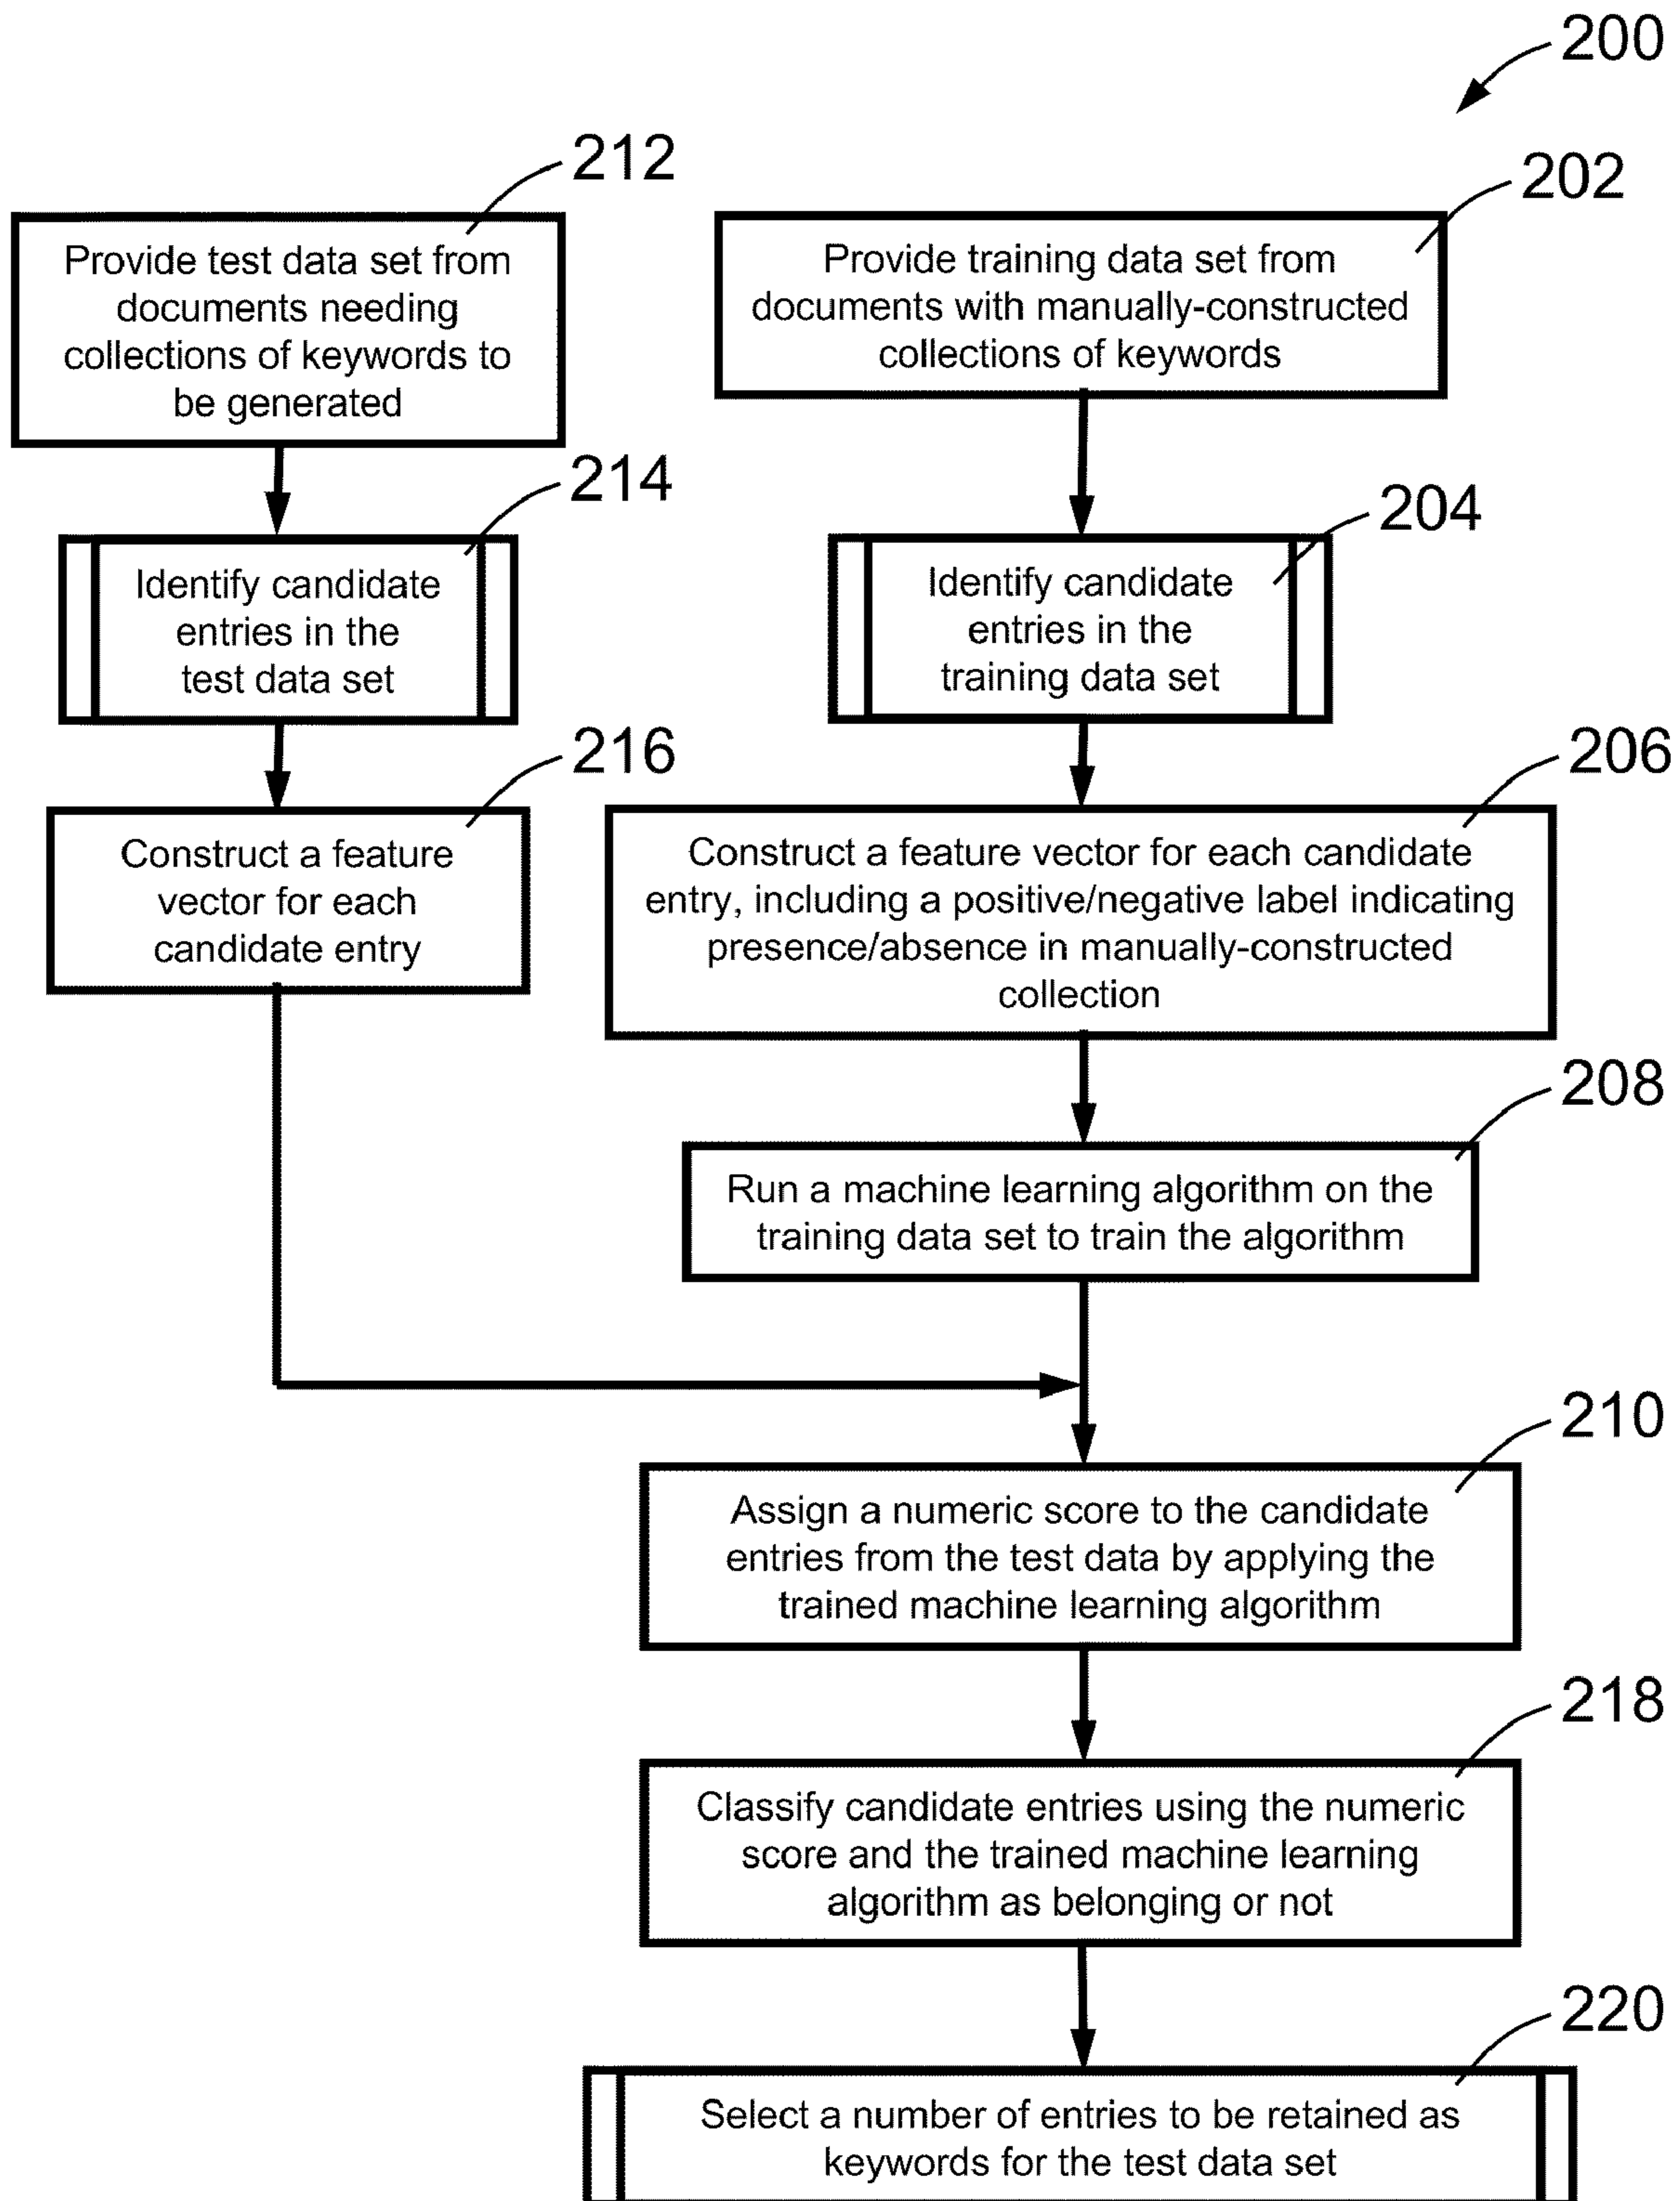 200
212
Provide test data set from
documents needing
collections of keywords to
be generated
202
Provide training data set from
documents with manually-constructed
collections of keywords
214
Identify candidate
entries in the
test data set
204
Identify candidate
entries in the
training data set
216
Construct a feature
vector for each
candidate entry
206
Construct a feature vector for each candidate
entry, including a positive/negative label indicating
presence/absence in manually-constructed
collection
208
Run a machine learning algorithm on the
training data set to train the algorithm
210
Assign a numeric score to the candidate
entries from the test data by applying the
trained machine learning algorithm
218
Classify candidate entries using the numeric
score and the trained machine learning
algorithm as belonging or not
220
Select a number of entries to be retained as
keywords for the test data set